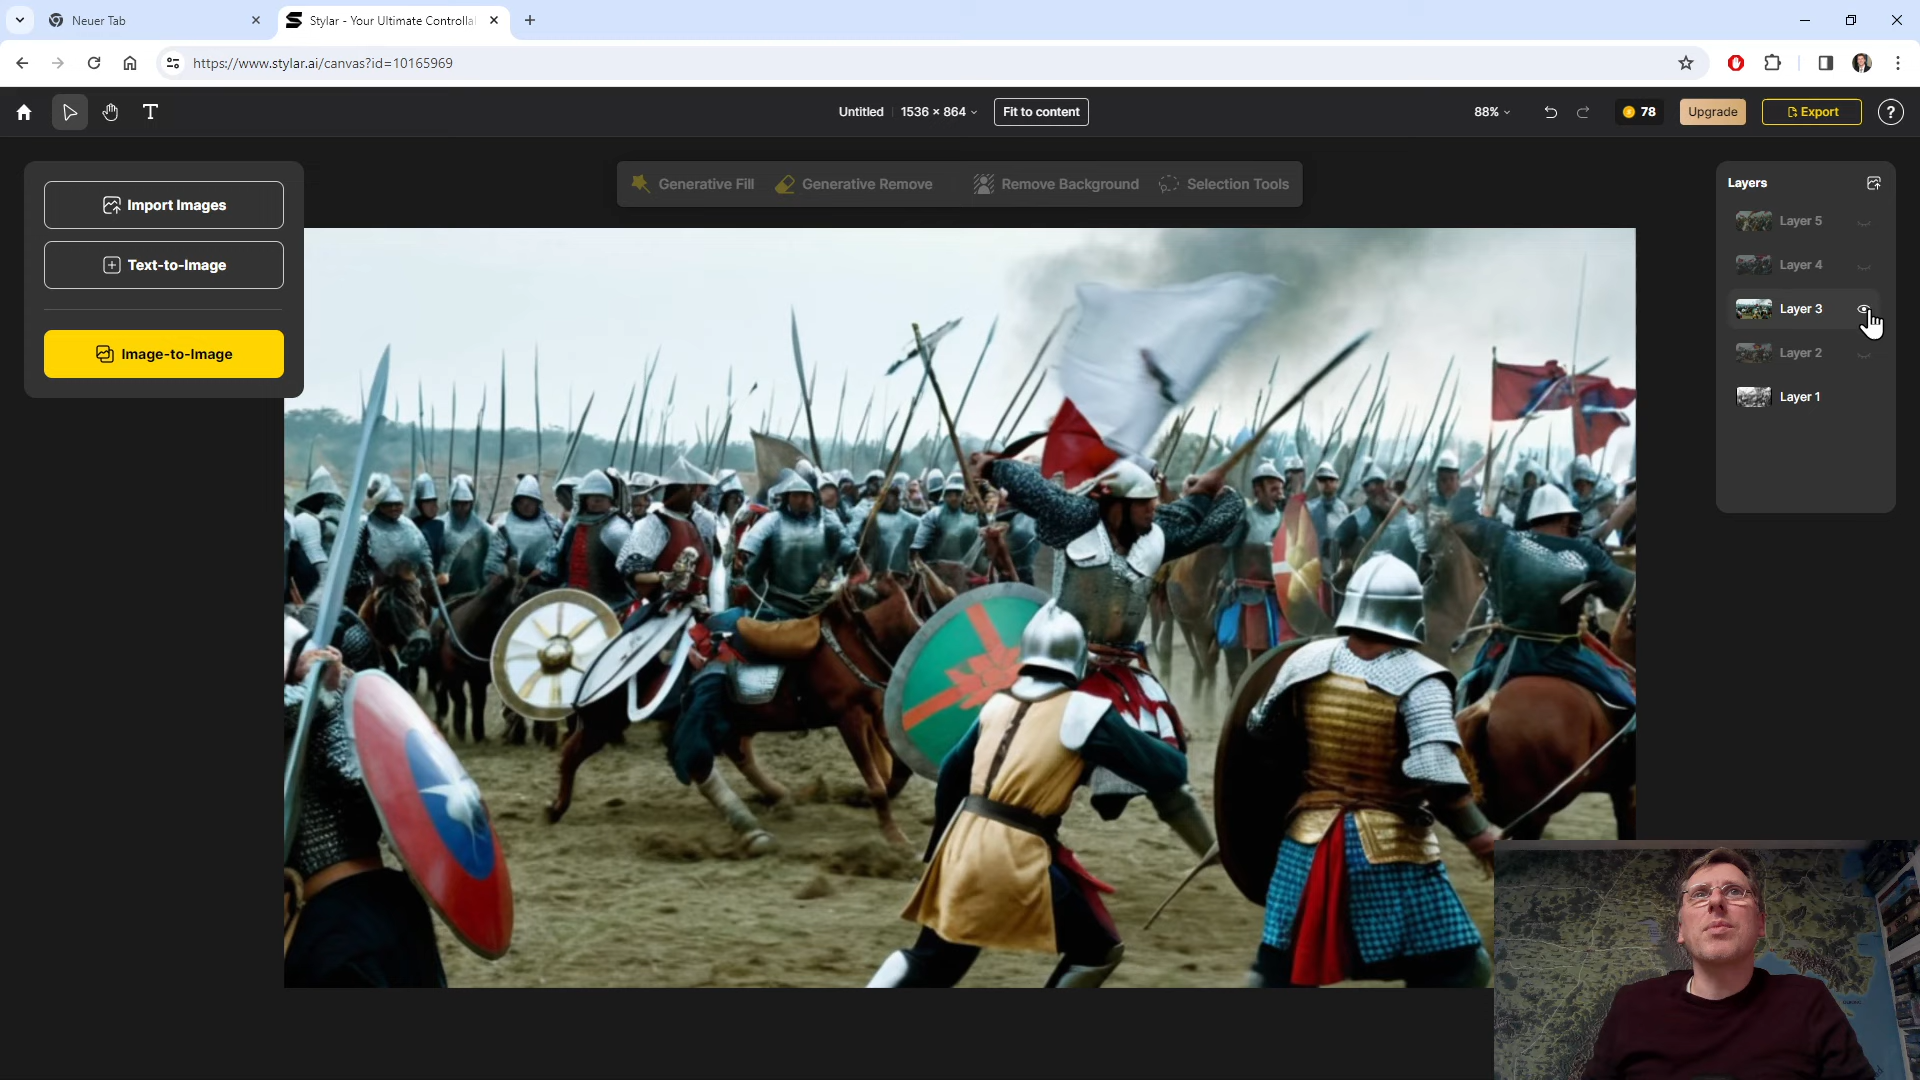 Neuer Tab
Stylar - Your Ultimate Controlla
https://www.stylar.ai/canvas?id=10165969
T
Untitled
1536 × 864
Fit to content
88%
78
Upgrade
Export
?
Import Images
Text-to-Image
Image-to-Image
Generative Fill
Generative Remove
Remove Background
Selection Tools
Layers
Layer 5
Layer 4
Layer 3
Layer 2
Layer 1